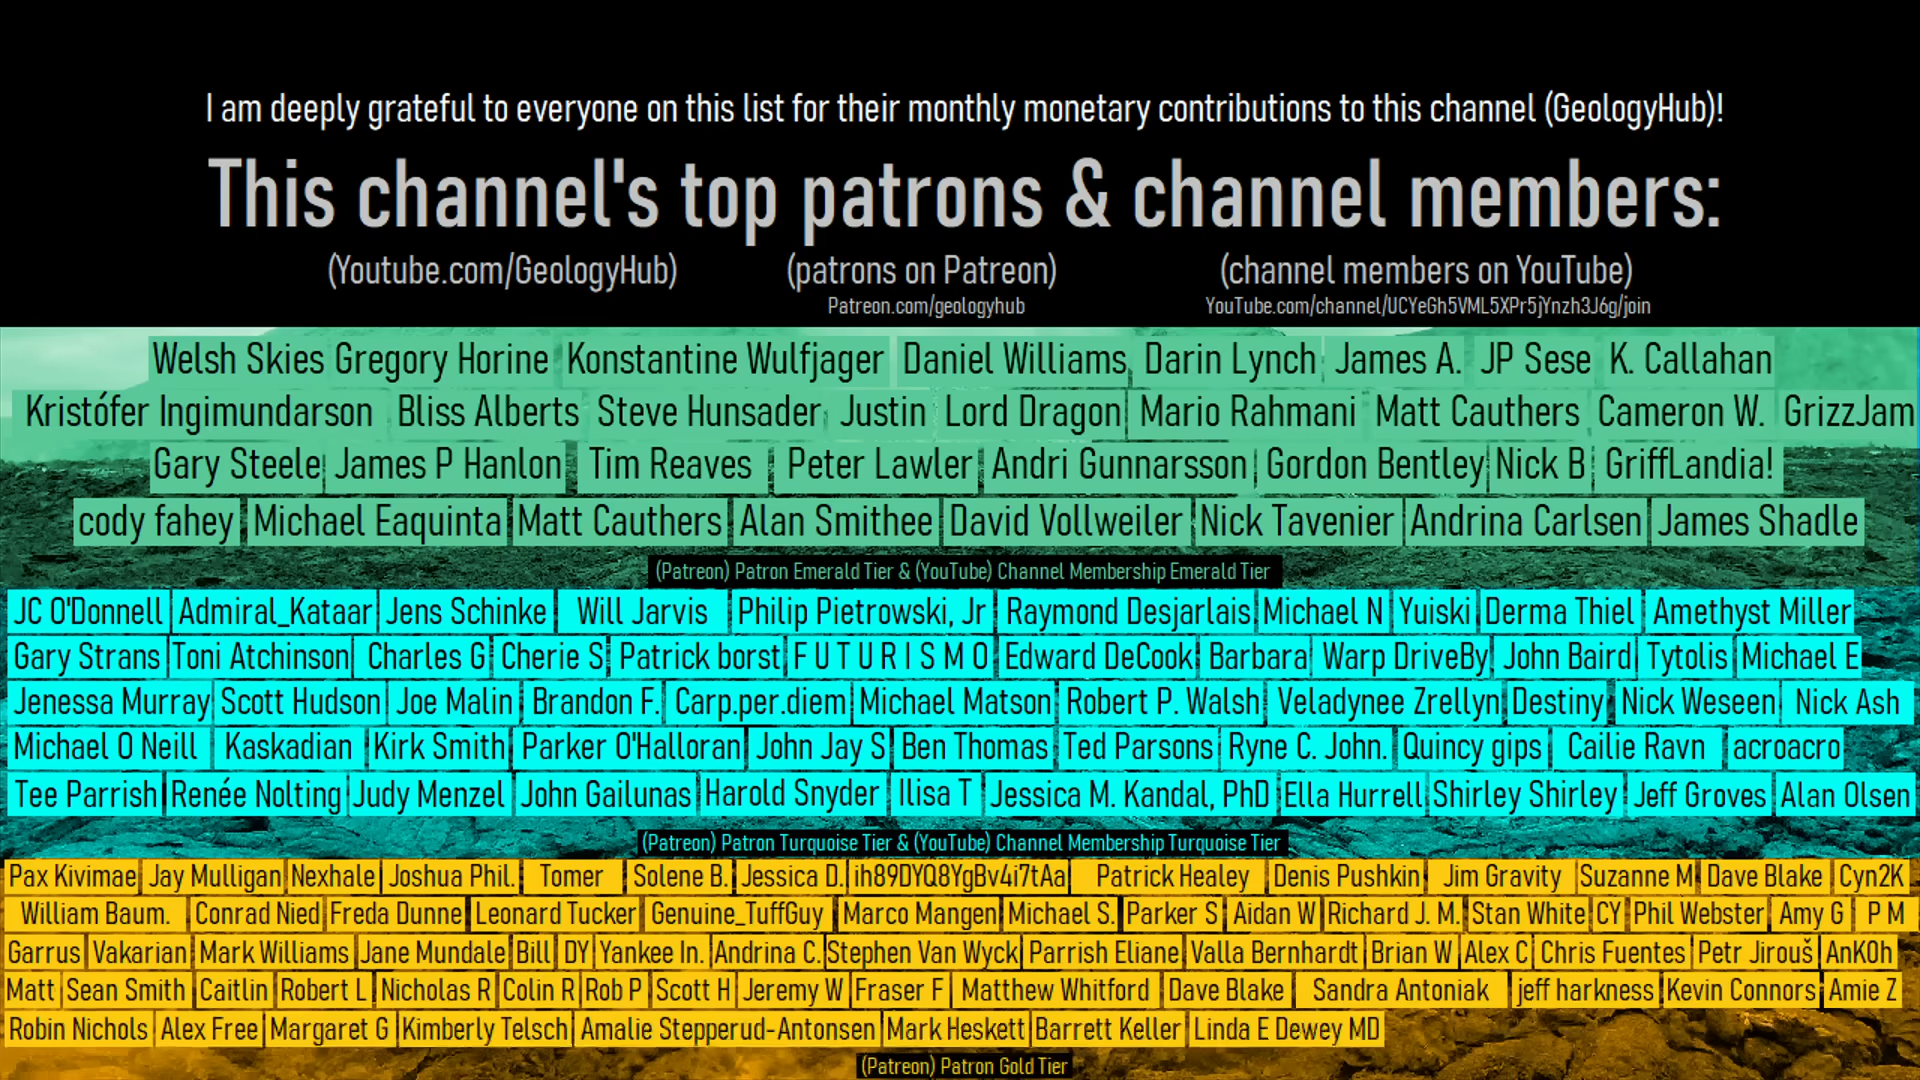 I am deeply grateful to everyone on this list for their monthly monetary contributions to this channel (GeologyHub)!
This channel's top patrons & channel members:
(Youtube.com/GeologyHub) (patrons on Patreon) (channel members on YouTube)
Patreon.com/geologyhub YouTube.com/channel/UCYeGh5VML5XPr5jYnzh3J6g/join
Welsh Skies Gregory Horine Konstantine Wulfjager Daniel Williams Darin Lynch James A. JP Sese K. Callahan
Kristófer Ingimundarson Bliss Alberts Steve Hunsader Justin Lord Dragon Mario Rahmani Matt Cauthers Cameron W. GrizzJam
Gary Steele James P Hanlon Tim Reaves Peter Lawler Andri Gunnarsson Gordon Bentley Nick B GriffLandia!
cody fahey Michael Eaquinta Matt Cauthers Alan Smithee David Vollweiler Nick Tavenier Andrina Carlsen James Shadle
(Patreon) Patron Emerald Tier & (YouTube) Channel Membership Emerald Tier
JC O'Donnell Admiral_Kataar Jens Schinke Will Jarvis Philip Pietrowski, Jr Raymond Desjarlais Michael N Yuiski Derma Thiel Amethyst Miller
Gary Strans Toni Atchinson Charles G Cherie S Patrick borst F U T U R I S M O Edward DeCook Barbara Warp DriveBy John Baird Tytolis Michael E
Jenessa Murray Scott Hudson Joe Malin Brandon F. Carp.per.diem Michael Matson Robert P. Walsh Veladynee Zrellyn Destiny Nick Weseen Nick Ash
Michael O Neill Kaskadian Kirk Smith Parker O'Halloran John Jay S Ben Thomas Ted Parsons Ryne C. John. Quincy gips Cailie Ravn acroacro
Tee Parrish Renée Nolting Judy Menzel John Gailunas Harold Snyder Ilisa T Jessica M. Kandal, PhD Ella Hurrell Shirley Shirley Jeff Groves Alan Olsen
(Patreon) Patron Turquoise Tier & (YouTube) Channel Membership Turquoise Tier
Pax Kivimae Jay Mulligan Nexhale Joshua Phil. Tomer Solene B. Jessica D. ih89DYQ8YgBv4i7tAa Patrick Healey Denis Pushkin Jim Gravity Suzanne M Dave Blake Cyn2K
William Baum. Conrad Nied Freda Dunne Leonard Tucker Genuine_TuffGuy Marco Mangen Michael S. Parker S Aidan W Richard J. M. Stan White CY Phil Webster Amy G P M
Garrus Vakarian Mark Williams Jane Mundale Bill DY Yankee In. Andrina C. Stephen Van Wyck Parrish Eliane Valla Bernhardt Brian W Alex C Chris Fuentes Petr Jirouš AnK0h
Matt Sean Smith Caitlin Robert L Nicholas R Colin R Rob P Scott H Jeremy W Fraser F Matthew Whitford Dave Blake Sandra Antoniak jeff harkness Kevin Connors Amie Z
Robin Nichols Alex Free Margaret G Kimberly Telsch Amalie Stepperud-Antonsen Mark Heskett Barrett Keller Linda E Dewey MD
(Patreon) Patron Gold Tier